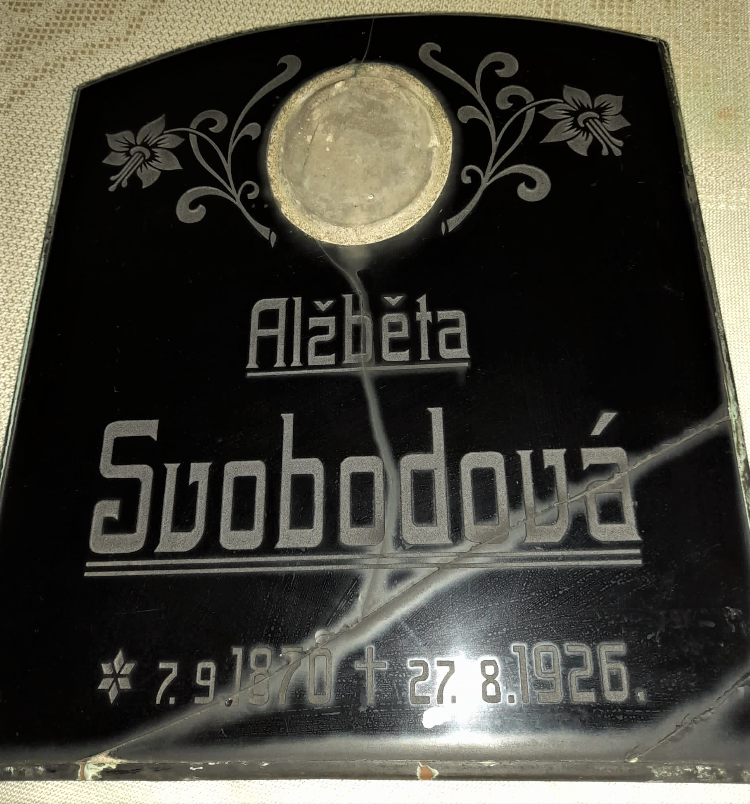 Alžběta
Svobodová
* 7. 9. 1870 † 27. 8. 1926.